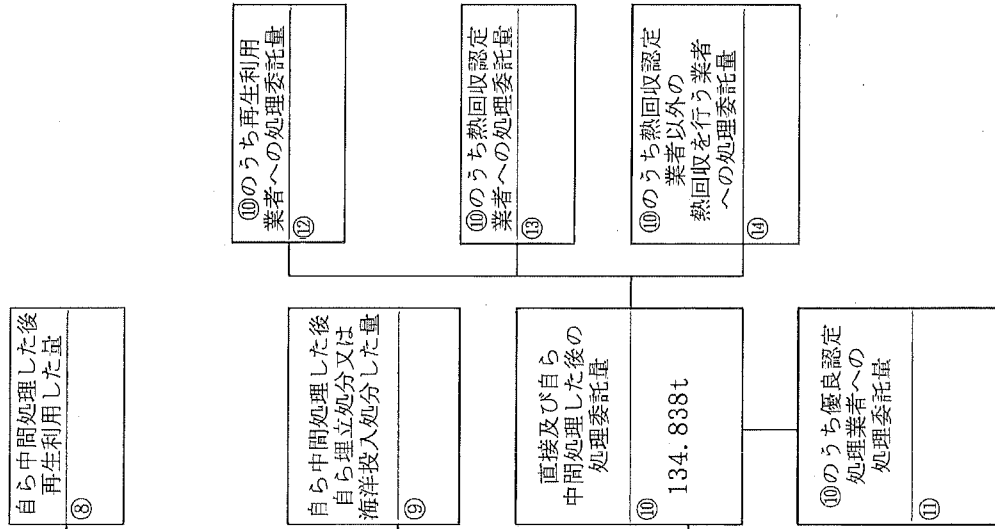 自ら中間処理した後
再生利用した量
⑧
自ら中間処理した後
自ら埋立処分又は
海洋投入処分した量
⑨
直接及び自ら
中間処理した後の
処理委託量
⑩
134.838t
⑩のうち優良認定
処理業者への
処理委託量
⑪
⑩のうち再生利用
業者への処理委託量
⑫
⑩のうち熱回収認定
業者への処理委託量
⑬
⑩のうち熱回収認定
業者以外の
熱回収を行う業者
への処理委託量
⑭